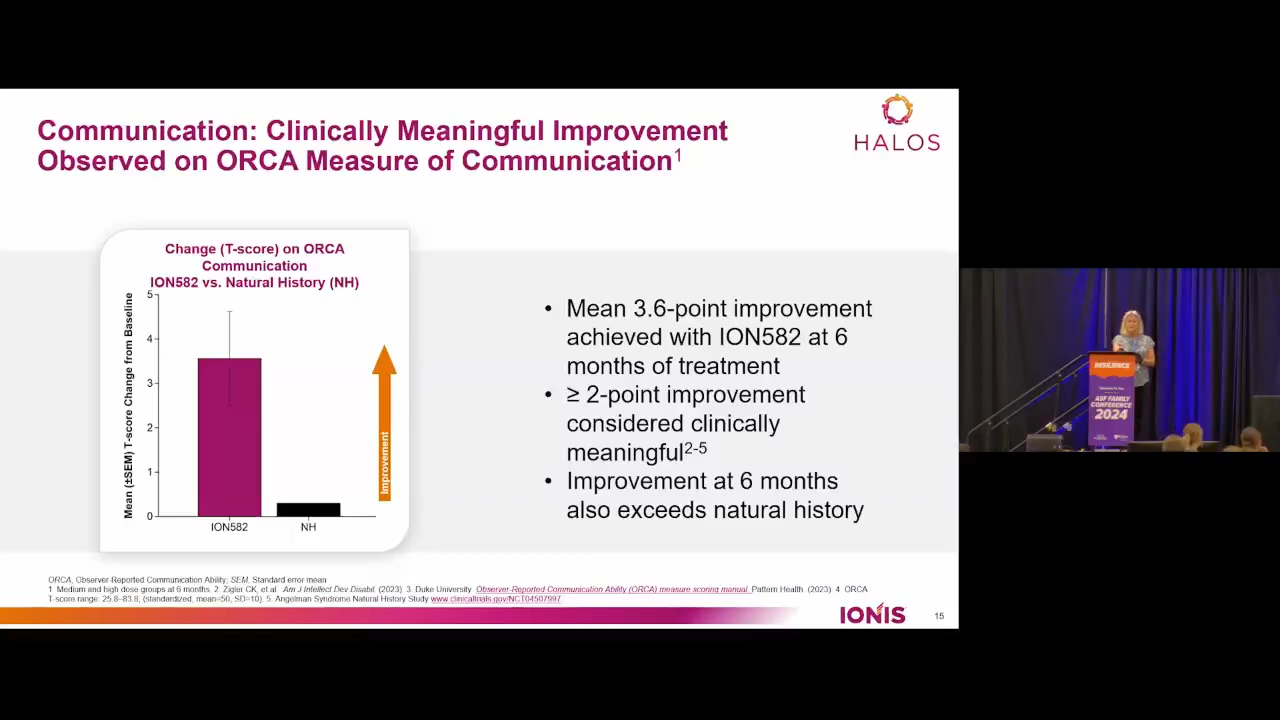 Communication: Clinically Meaningful Improvement
Observed on ORCA Measure of Communication1
HALOS
Change (T-score) on ORCA
Communication
ION582 vs. Natural History (NH)
Mean (±SEM) T-score Change from Baseline
5
4
3
2
1
0
ION582
NH
Improvement
• Mean 3.6-point improvement
achieved with ION582 at 6
months of treatment
• ≥ 2-point improvement
considered clinically
meaningful2-5
• Improvement at 6 months
also exceeds natural history
ORCA, Observer-Reported Communication Ability; SEM, Standard error mean
1 Medium and high dose groups at 6 months. 2. Zigler CK, et al. Am J Intellect Dev Disabil. (2023) 3. Duke University. Observer-Reported Communication Ability (ORCA) measure scoring manual. Pattern Health. (2023). 4. ORCA
T-score range: 25.8–83.8, (standardized, mean=50, SD=10). 5. Angelman Syndrome Natural History Study www.clinicaltrials.gov/NCT04507997.
IONIS
15
ASF FAMILY
CONFERENCE
2024